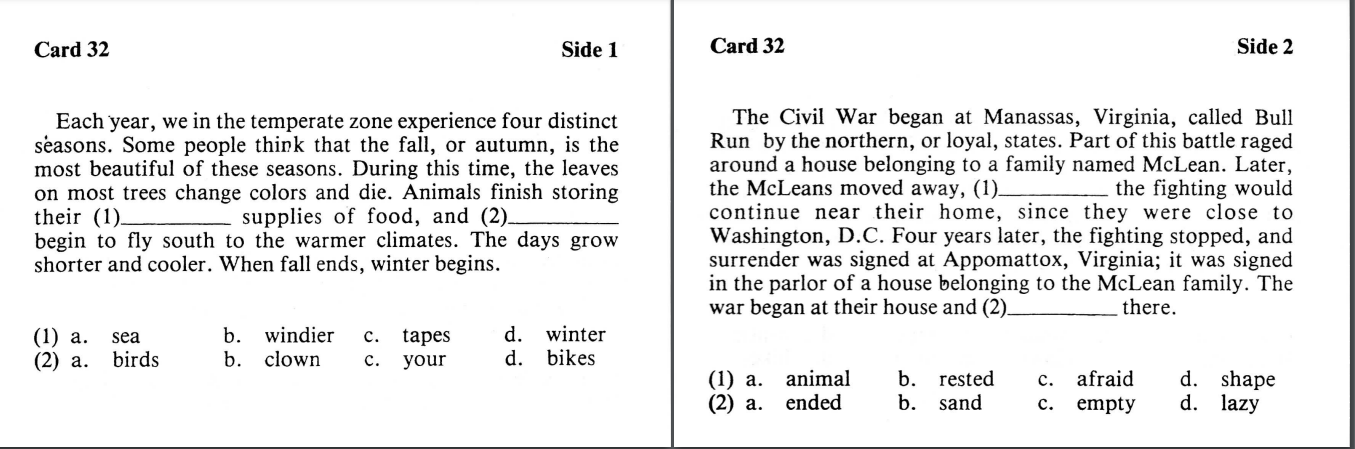 Card 32 Side 1
Each year, we in the temperate zone experience four distinct
seasons. Some people think that the fall, or autumn, is the
most beautiful of these seasons. During this time, the leaves
on most trees change colors and die. Animals finish storing
their (1)__________ supplies of food, and (2)__________
begin to fly south to the warmer climates. The days grow
shorter and cooler. When fall ends, winter begins.
(1) a. sea b. windier c. tapes d. winter
(2) a. birds b. clown c. your d. bikes
Card 32 Side 2
The Civil War began at Manassas, Virginia, called Bull
Run by the northern, or loyal, states. Part of this battle raged
around a house belonging to a family named McLean. Later,
the McLeans moved away, (1)__________ the fighting would
continue near their home, since they were close to
Washington, D.C. Four years later, the fighting stopped, and
surrender was signed at Appomattox, Virginia; it was signed
in the parlor of a house belonging to the McLean family. The
war began at their house and (2)__________ there.
(1) a. animal b. rested c. afraid d. shape
(2) a. ended b. sand c. empty d. lazy